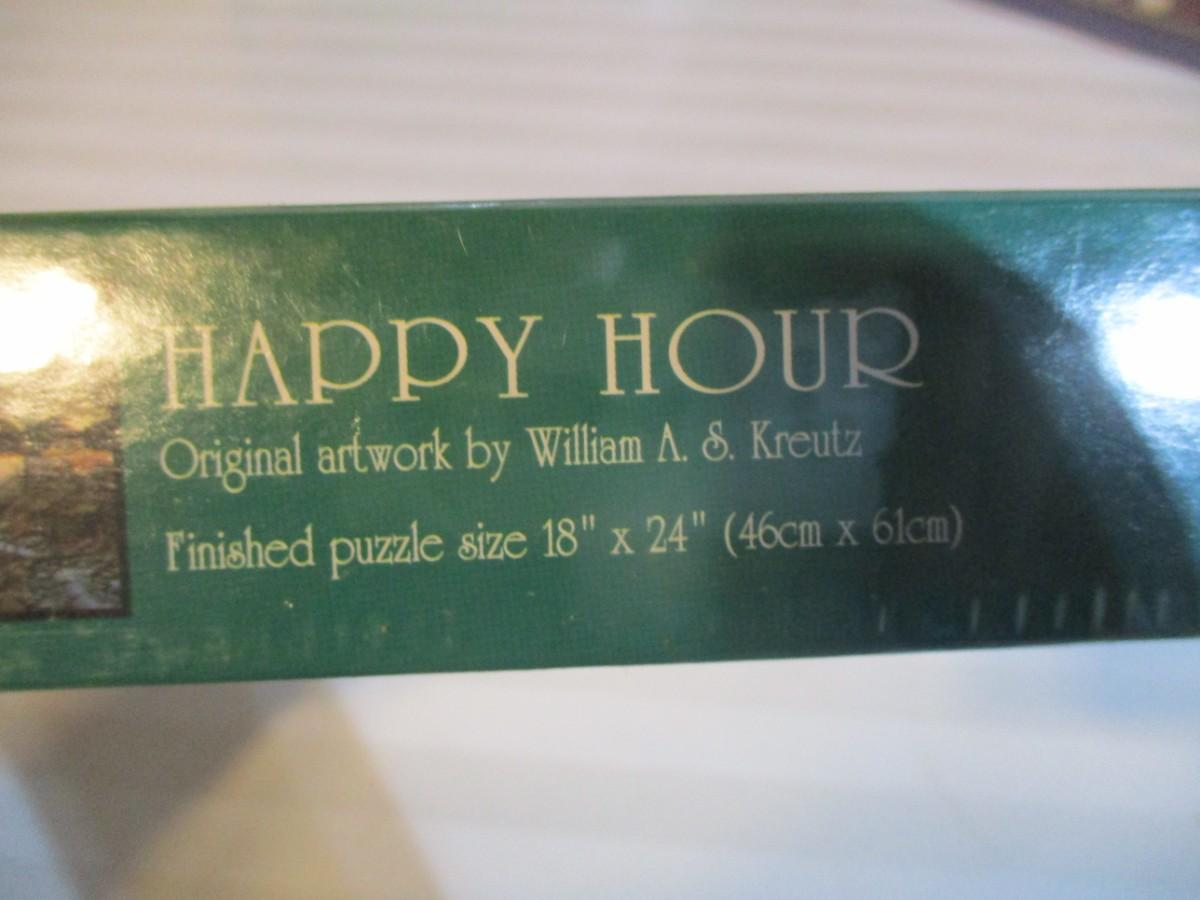 HAPPY HOUR
Original artwork by William A. S. Kreutz
Finished puzzle size 18" x 24" (46cm x 61cm)